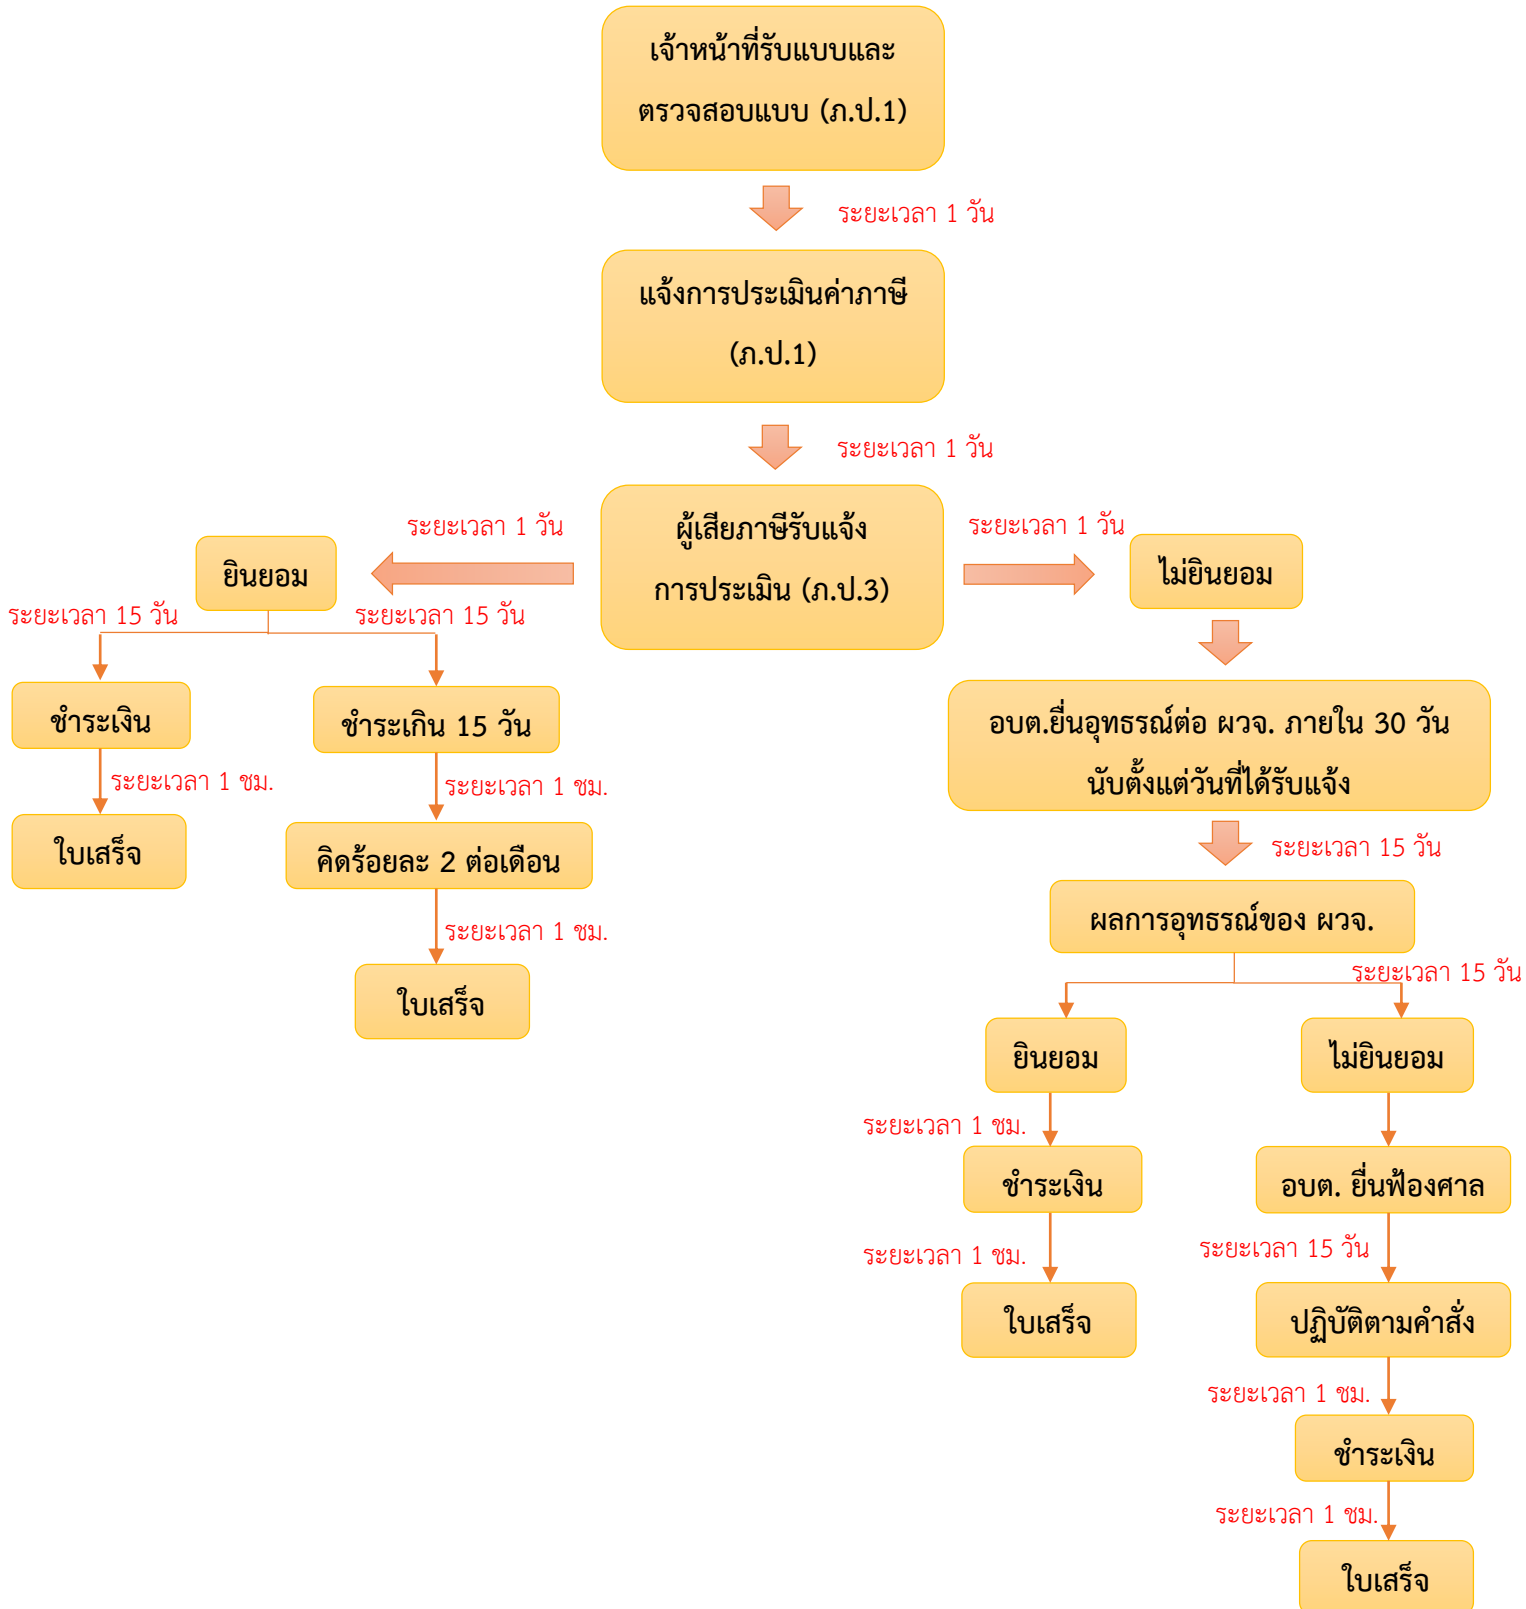 เจ้าหน้าที่รับแบบและ
ตรวจสอบแบบ (ภ.ป.1)
ระยะเวลา 1 วัน
แจ้งการประเมินค่าภาษี
(ภ.ป.1)
ระยะเวลา 1 วัน
ผู้เสียภาษีรับแจ้ง
การประเมิน (ภ.ป.3)
ระยะเวลา 1 วัน
ยินยอม
ระยะเวลา 15 วัน
ชำระเงิน
ระยะเวลา 1 ชม.
ใบเสร็จ
ระยะเวลา 15 วัน
ชำระเกิน 15 วัน
ระยะเวลา 1 ชม.
คิดร้อยละ 2 ต่อเดือน
ระยะเวลา 1 ชม.
ใบเสร็จ
ระยะเวลา 1 วัน
ไม่ยินยอม
อบต.ยื่นอุทธรณ์ต่อ ผวจ. ภายใน 30 วัน
นับตั้งแต่วันที่ได้รับแจ้ง
ระยะเวลา 15 วัน
ผลการอุทธรณ์ของ ผวจ.
ระยะเวลา 15 วัน
ยินยอม
ระยะเวลา 1 ชม.
ชำระเงิน
ระยะเวลา 1 ชม.
ใบเสร็จ
ไม่ยินยอม
อบต. ยื่นฟ้องศาล
ระยะเวลา 15 วัน
ปฏิบัติตามคำสั่ง
ระยะเวลา 1 ชม.
ชำระเงิน
ระยะเวลา 1 ชม.
ใบเสร็จ